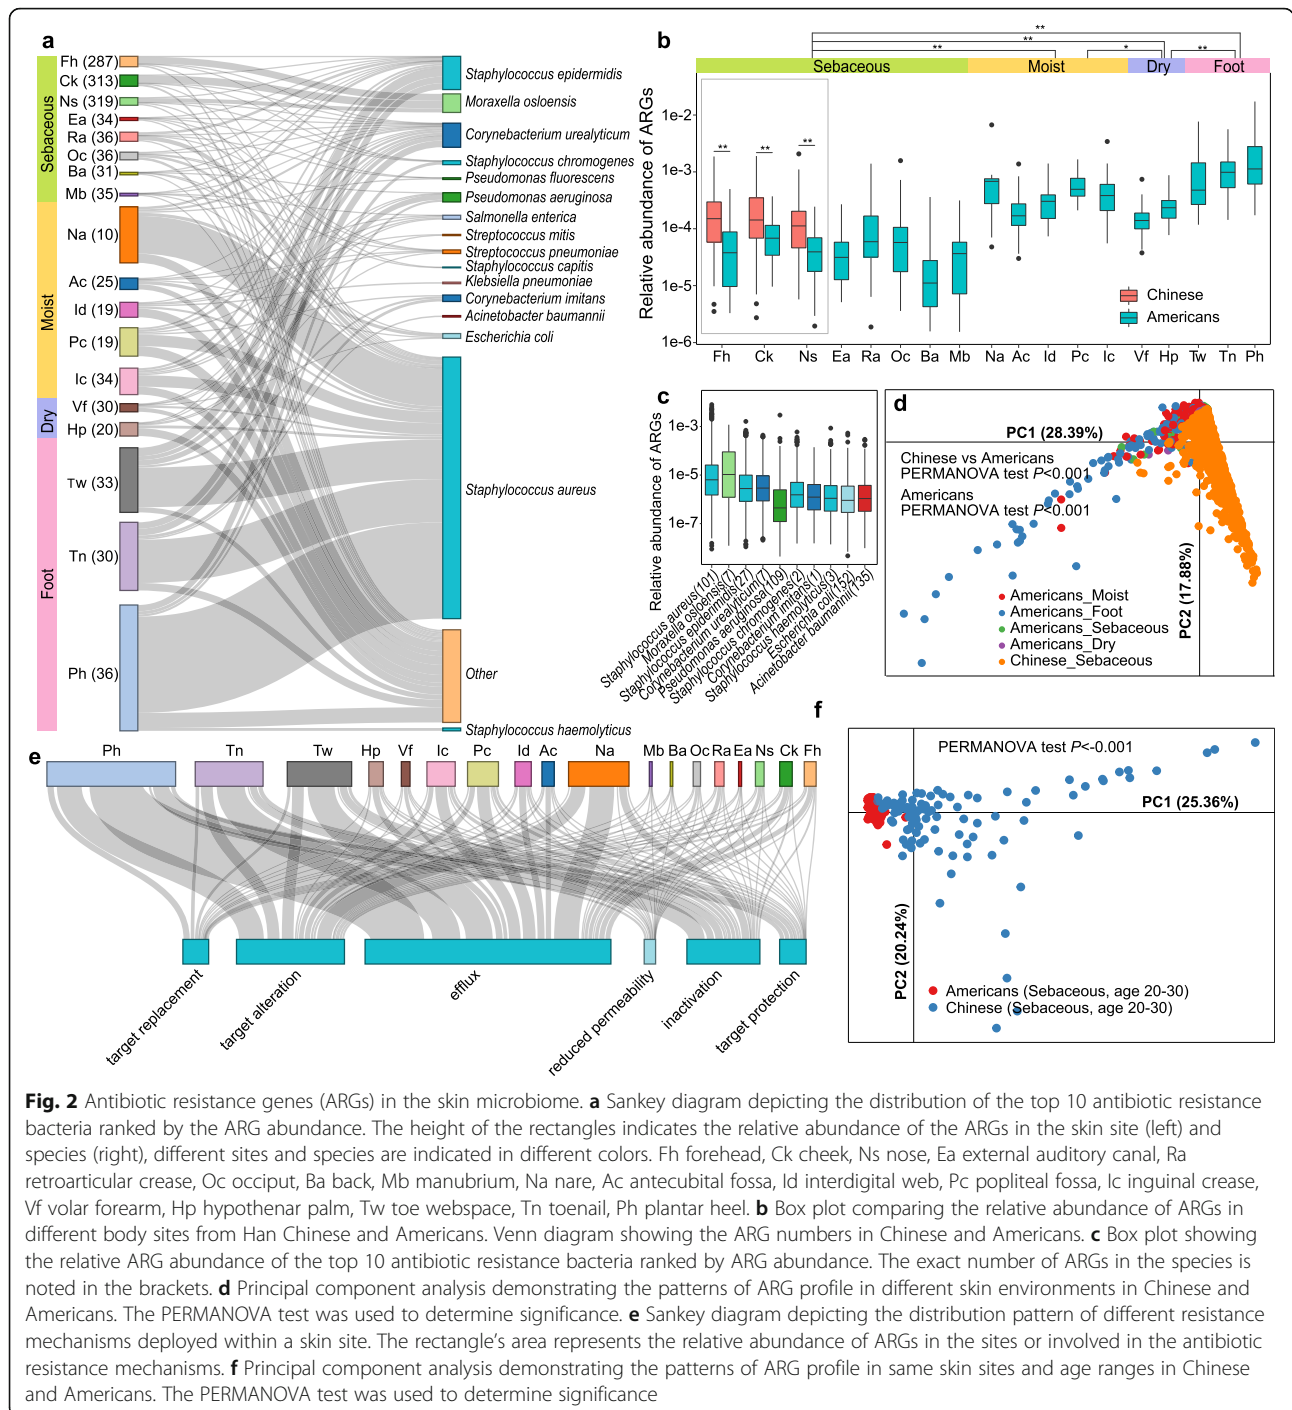 a
Sebaceous
Moist
Dry
Foot
Fh (287)
Ck (313)
Ns (319)
Ea (34)
Ra (36)
Oc (36)
Ba (31)
Mb (35)
Na (10)
Ac (25)
Id (19)
Pc (19)
Ic (34)
Vf (30)
Hp (20)
Tw (33)
Tn (30)
Ph (36)
Staphylococcus epidermidis
Moraxella osloensis
Corynebacterium urealyticum
Staphylococcus chromogenes
Pseudomonas fluorescens
Pseudomonas aeruginosa
Salmonella enterica
Streptococcus mitis
Streptococcus pneumoniae
Staphylococcus capitis
Klebsiella pneumoniae
Corynebacterium imitans
Acinetobacter baumannii
Escherichia coli
Staphylococcus aureus
Other
Staphylococcus haemolyticus
b
**
**
**
*
**
Sebaceous Moist Dry Foot
Relative abundance of ARGs
1e-2
1e-3
1e-4
1e-5
1e-6
** ** **
Chinese
Americans
Fh Ck Ns Ea Ra Oc Ba Mb Na Ac Id Pc Ic Vf Hp Tw Tn Ph
c
Relative abundance of ARGs
1e-3
1e-5
1e-7
Staphylococcus aureus(101)
Moraxella osloensis(7)
Staphylococcus epidermidis(27)
Corynebacterium urealyticum(7)
Pseudomonas aeruginosa(109)
Staphylococcus chromogenes(2)
Corynebacterium imitans(1)
Staphylococcus haemolyticus(3)
Escherichia coli(152)
Acinetobacter baumannii(135)
d
PC1 (28.39%)
Chinese vs Americans
PERMANOVA test P<0.001
Americans
PERMANOVA test P<0.001
PC2 (17.88%)
Americans_Moist
Americans_Foot
Americans_Sebaceous
Americans_Dry
Chinese_Sebaceous
e
Ph Tn Tw Hp Vf Ic Pc Id Ac Na Mb Ba Oc Ra Ea Ns Ck Fh
target replacement
target alteration
efflux
reduced permeability
inactivation
target protection
f
PERMANOVA test P<-0.001
PC1 (25.36%)
PC2 (20.24%)
Americans (Sebaceous, age 20-30)
Chinese (Sebaceous, age 20-30)
Fig. 2 Antibiotic resistance genes (ARGs) in the skin microbiome. a Sankey diagram depicting the distribution of the top 10 antibiotic resistance
bacteria ranked by the ARG abundance. The height of the rectangles indicates the relative abundance of the ARGs in the skin site (left) and
species (right), different sites and species are indicated in different colors. Fh forehead, Ck cheek, Ns nose, Ea external auditory canal, Ra
retroarticular crease, Oc occiput, Ba back, Mb manubrium, Na nare, Ac antecubital fossa, Id interdigital web, Pc popliteal fossa, Ic inguinal crease,
Vf volar forearm, Hp hypothenar palm, Tw toe webspace, Tn toenail, Ph plantar heel. b Box plot comparing the relative abundance of ARGs in
different body sites from Han Chinese and Americans. Venn diagram showing the ARG numbers in Chinese and Americans. c Box plot showing
the relative ARG abundance of the top 10 antibiotic resistance bacteria ranked by ARG abundance. The exact number of ARGs in the species is
noted in the brackets. d Principal component analysis demonstrating the patterns of ARG profile in different skin environments in Chinese and
Americans. The PERMANOVA test was used to determine significance. e Sankey diagram depicting the distribution pattern of different resistance
mechanisms deployed within a skin site. The rectangle's area represents the relative abundance of ARGs in the sites or involved in the antibiotic
resistance mechanisms. f Principal component analysis demonstrating the patterns of ARG profile in same skin sites and age ranges in Chinese
and Americans. The PERMANOVA test was used to determine significance